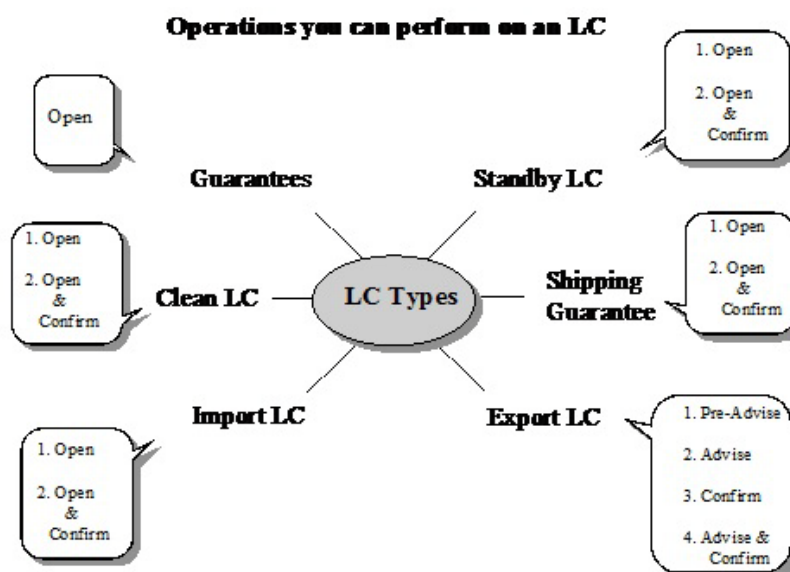 Operations you can perform on an LC
Open
Guarantees
1. Open
2. Open
&
Confirm
Standby LC
1. Open
2. Open
&
Confirm
Clean LC
LC Types
Shipping
Guarantee
1. Open
2. Open
&
Confirm
Import LC
1. Open
2. Open
&
Confirm
Export LC
1. Pre-Advise
2. Advise
3. Confirm
4. Advise &
Confirm